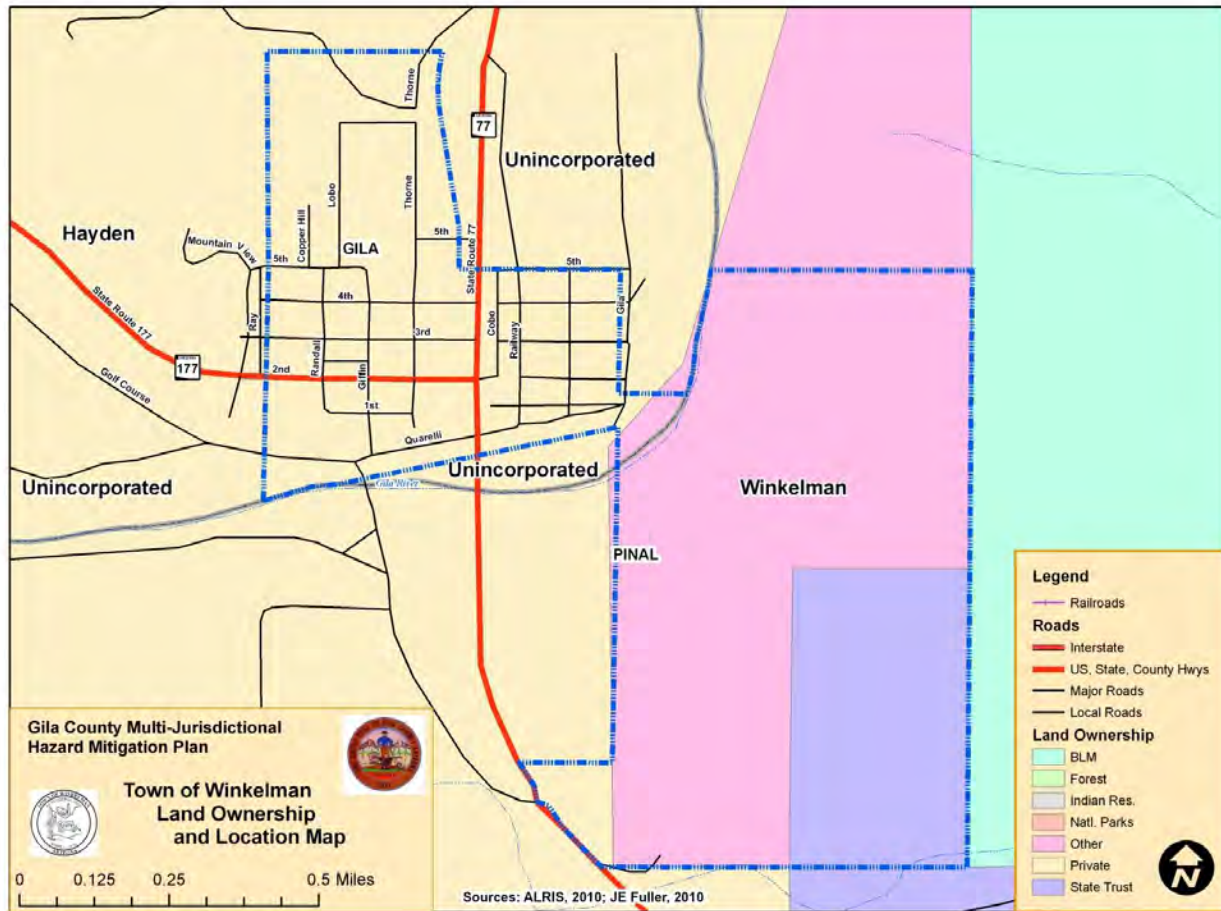 Thorne
77
Unincorporated
Lobo
Thorne
State Route 77
Copper Hill
Hayden
GILA
Mountain View
5th
5th
5th
State Route 177
Ray
4th
Cobo
Railway
Gila
3rd
Randall
Giffin
177
2nd
Golf Course
1st
Quarelli
Unincorporated
Unincorporated
Gila River
Winkelman
PINAL
Legend
Railroads
Roads
Interstate
US, State, County Hwys
Major Roads
Local Roads
Land Ownership
BLM
Forest
Indian Res.
Natl. Parks
Other
Private
State Trust
N
Gila County Multi-Jurisdictional
Hazard Mitigation Plan
Town of Winkelman
Land Ownership
and Location Map
0 0.125 0.25 0.5 Miles
Sources: ALRIS, 2010; JE Fuller, 2010